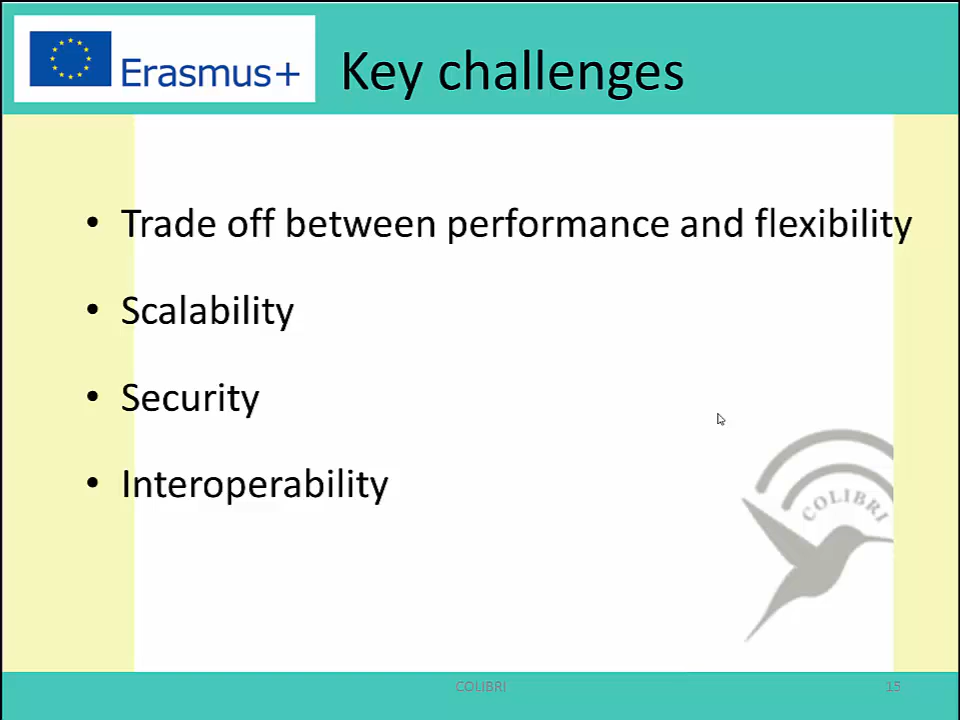 Erasmus+
Key challenges
• Trade off between performance and flexibility
• Scalability
• Security
• Interoperability
COLIBRI
COLIBRI
15